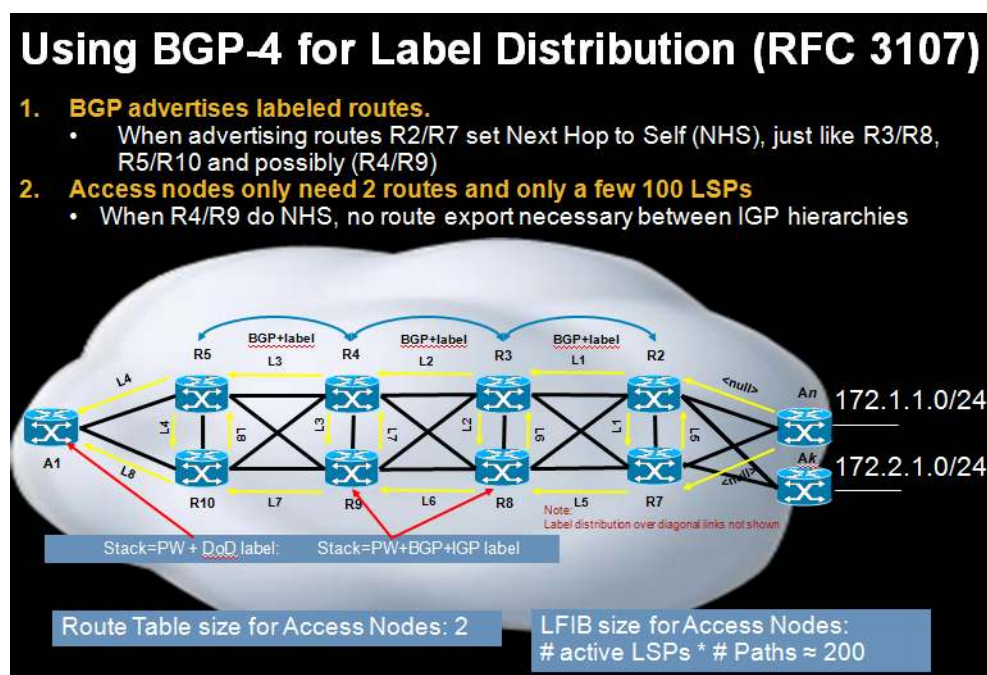 Using BGP-4 for Label Distribution (RFC 3107)
1. BGP advertises labeled routes.
• When advertising routes R2/R7 set Next Hop to Self (NHS), just like R3/R8,
R5/R10 and possibly (R4/R9)
2. Access nodes only need 2 routes and only a few 100 LSPs
• When R4/R9 do NHS, no route export necessary between IGP hierarchies
BGP+label BGP+label BGP+label
R5 L3 R4 L2 R3 L1 R2
L4 <null> An 172.1.1.0/24
L4 L8 L3 L7 L2 L6 L1 L5
A1 Ak 172.2.1.0/24
L8 <null>
R10 L7 R9 L6 R8 L5 R7
Note:
Label distribution over diagonal links not shown
Stack=PW + DoD label: Stack=PW+BGP+IGP label
Route Table size for Access Nodes: 2
LFIB size for Access Nodes:
# active LSPs * # Paths ≈ 200